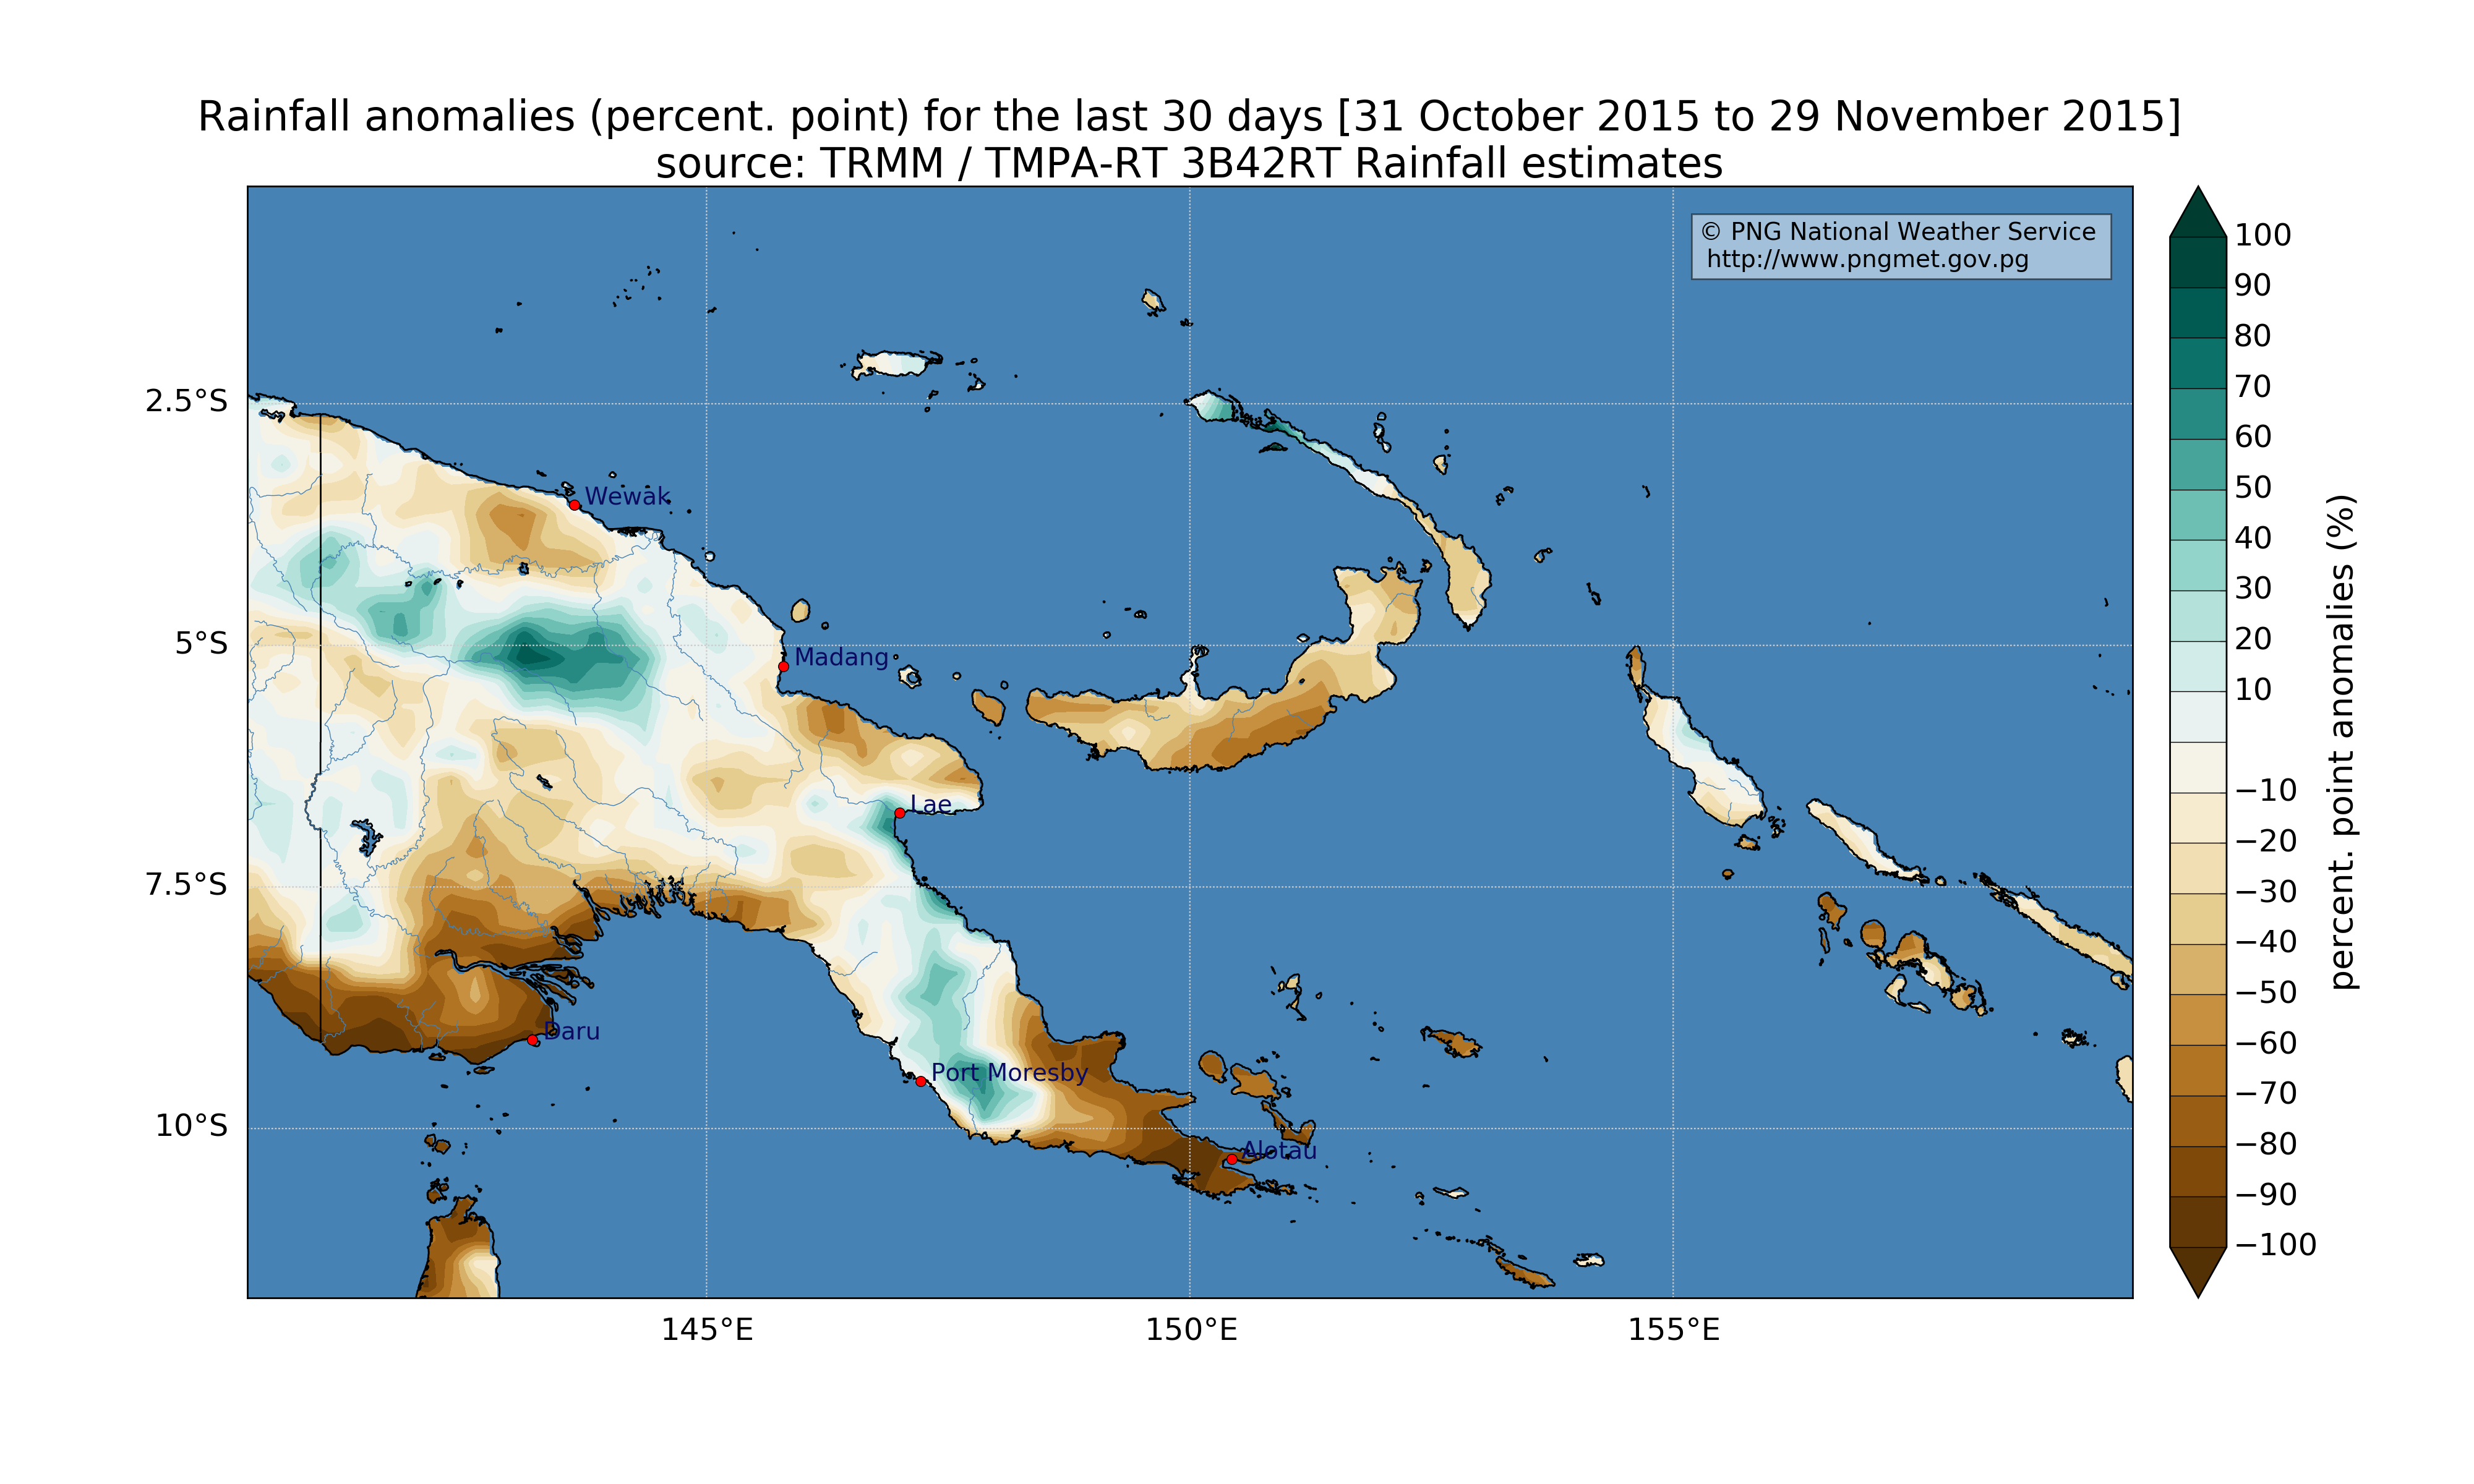 Rainfall anomalies (percent. point) for the last 30 days [31 October 2015 to 29 November 2015]
source: TRMM / TMPA-RT 3B42RT Rainfall estimates
© PNG National Weather Service
http://www.pngmet.gov.pg
2.5°S
5°S
7.5°S
10°S
145°E
150°E
155°E
Wewak
Madang
Lae
Daru
Port Moresby
Alotau
100
90
80
70
60
50
40
30
20
10
−10
−20
−30
−40
−50
−60
−70
−80
−90
−100
percent. point anomalies (%)